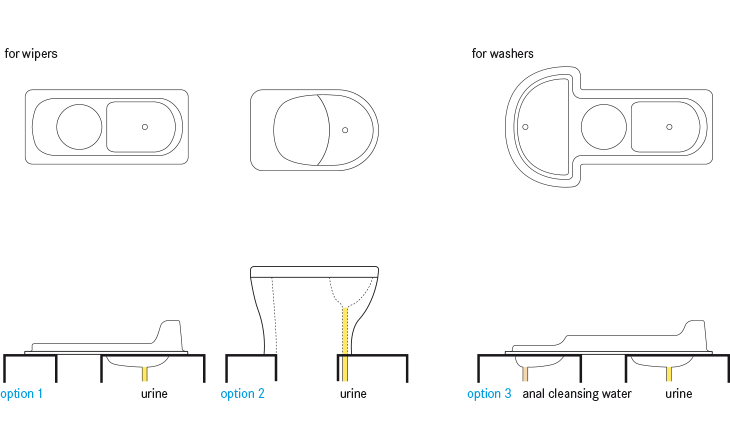 for wipers
for washers
option 1
urine
option 2
urine
option 3
anal cleansing water
urine